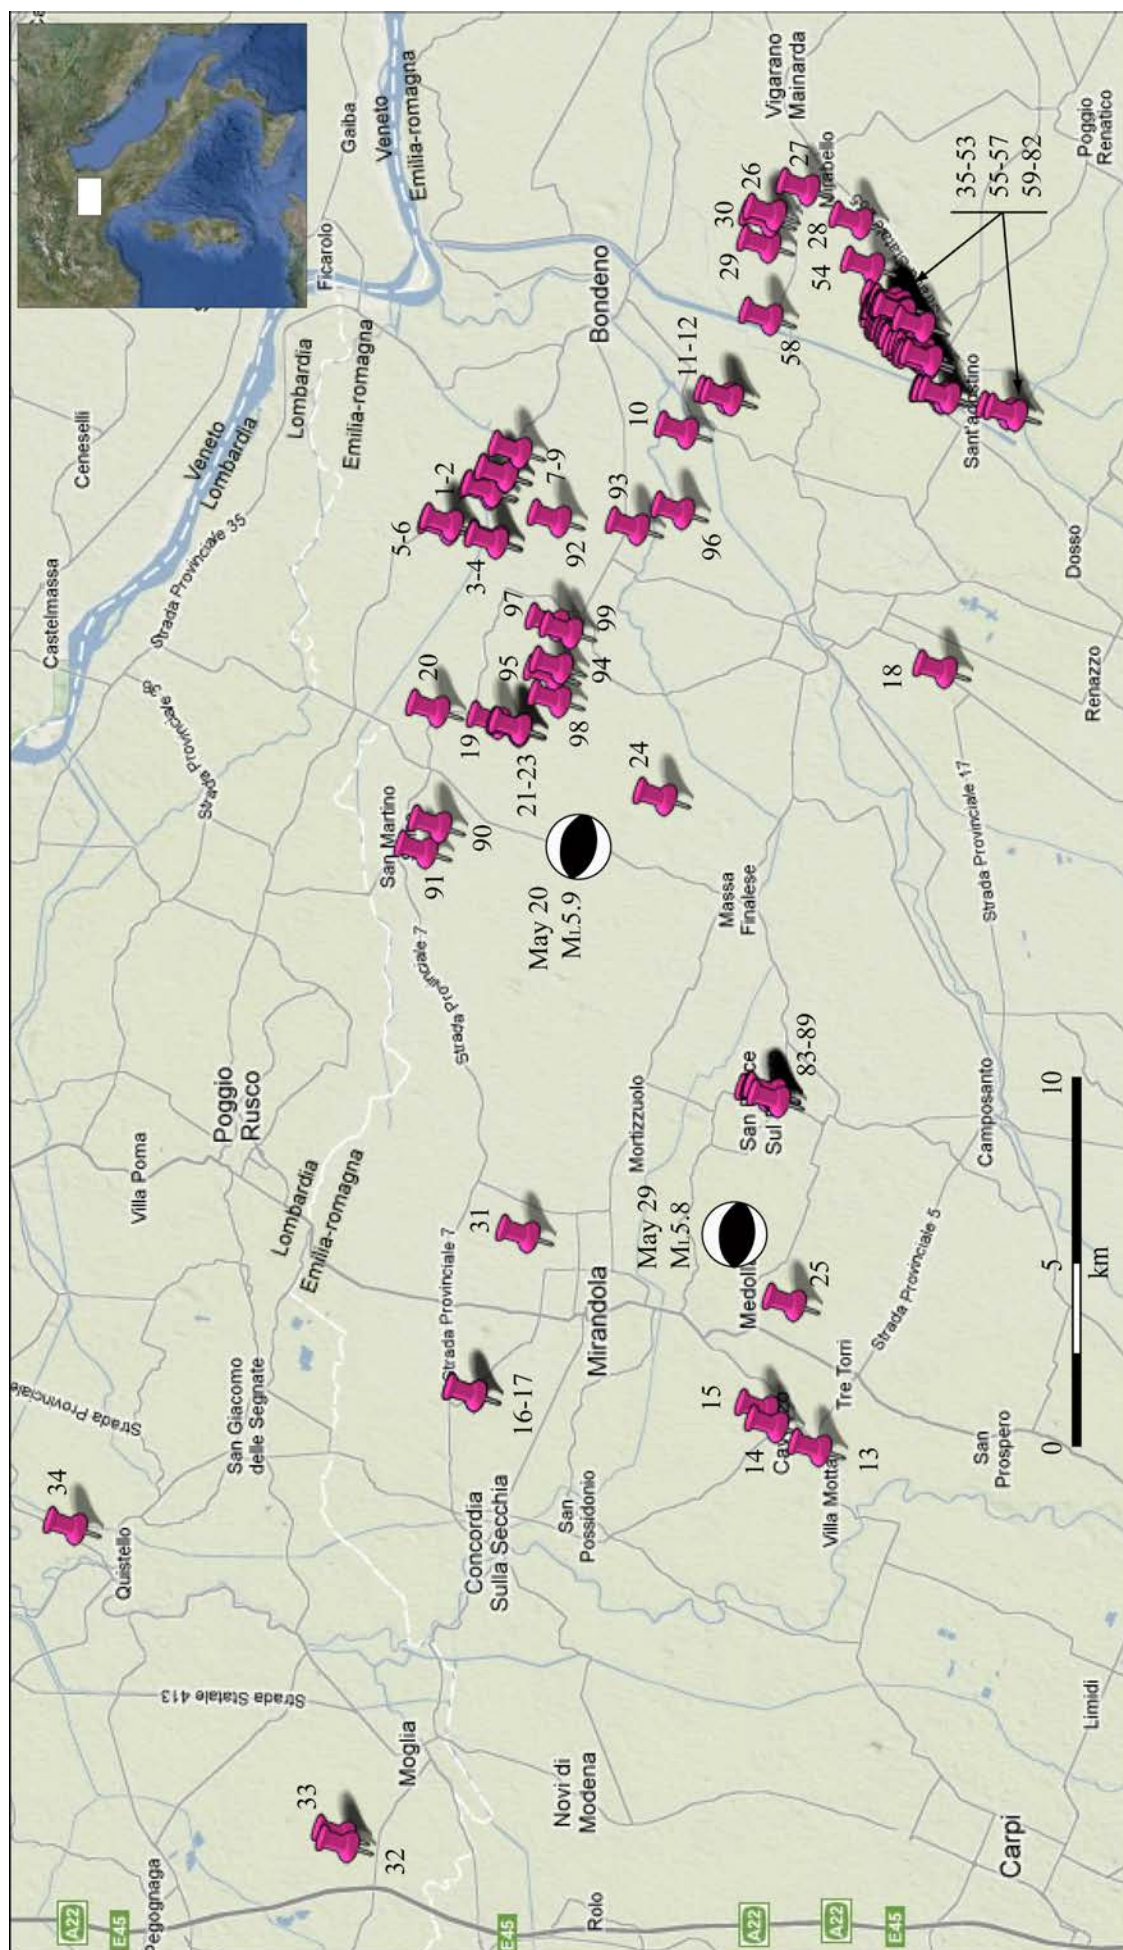 A22
E45
Pegognaga
34
Quistello
Strada Provinciale
Villa Poma
Castelmassa
Ceneselli
Strada Provinciale 35
Veneto
Lombardia
San Giacomo
delle Segnate
Poggio
Rusco
Lombardia
Emilia-romagna
Lombardia
Emilia-romagna
Ficarolo
Gaiba
Veneto
Emilia-romagna
Strada Statale 413
33
32
Moglia
San Martino
91
90
20
5-6
1-2
3-4
7-9
Strada Provinciale 7
Strada Provinciale 7
E45
Concordia
Sulla Secchia
16-17
31
19
21-23
95
97
98
94
99
92
93
May 20
ML5.9
Rolo
Novi di
Modena
San
Possidonio
Mirandola
Mortizzuolo
24
96
10
11-12
Bondeno
May 29
ML5.8
Massa
Finalese
29
30
26
58
27
Vigarano
Mainarda
A22
14
15
13
Villa Motta
Tre Torri
25
83-89
A22
E45
54
28
18
Strada Provinciale 5
Strada Provinciale 17
Camposanto
San
Prospero
35-53
55-57
59-82
Carpi
Limidi
0
5
10
km
Renazzo
Dosso
Poggio
Renatico